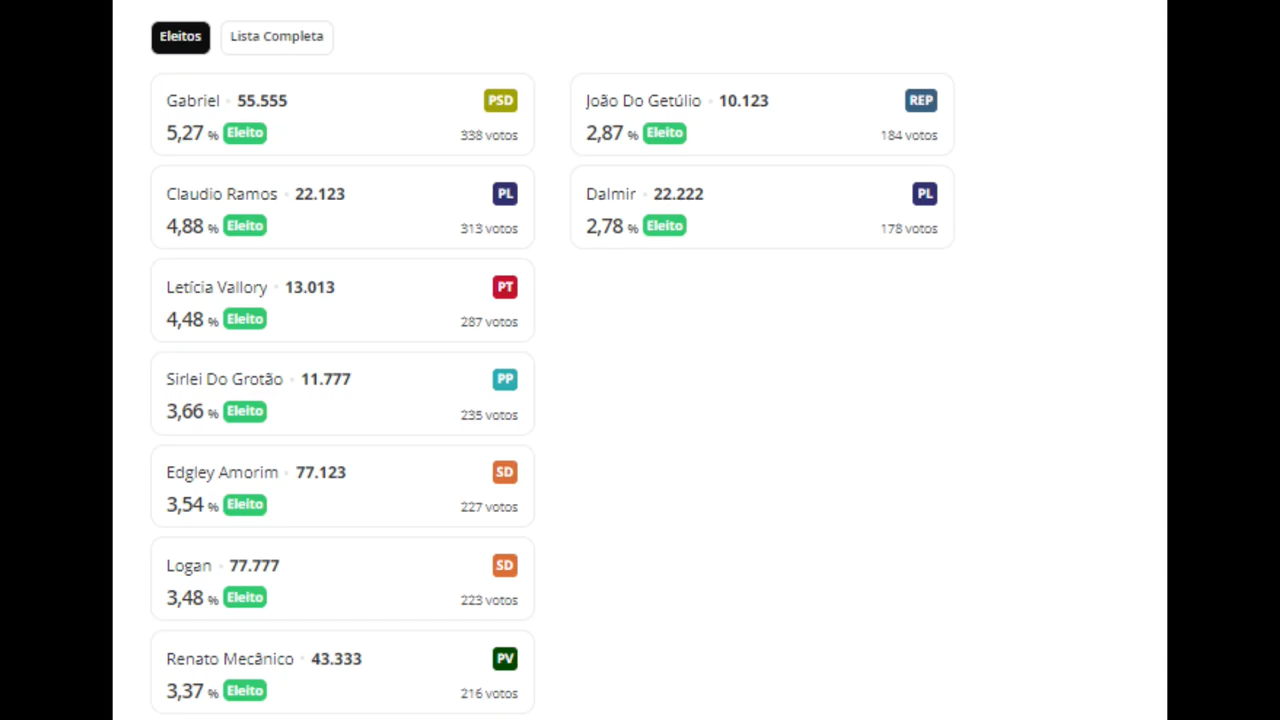 Eleitos
Lista Completa
Gabriel • 55.555 PSD
5,27 % Eleito 338 votos
Claudio Ramos • 22.123 PL
4,88 % Eleito 313 votos
Letícia Vallory • 13.013 PT
4,48 % Eleito 287 votos
Sirlei Do Grotão • 11.777 PP
3,66 % Eleito 235 votos
Edgley Amorim • 77.123 SD
3,54 % Eleito 227 votos
Logan • 77.777 SD
3,48 % Eleito 223 votos
Renato Mecânico • 43.333 PV
3,37 % Eleito 216 votos
João Do Getúlio • 10.123 REP
2,87 % Eleito 184 votos
Dalmir • 22.222 PL
2,78 % Eleito 178 votos